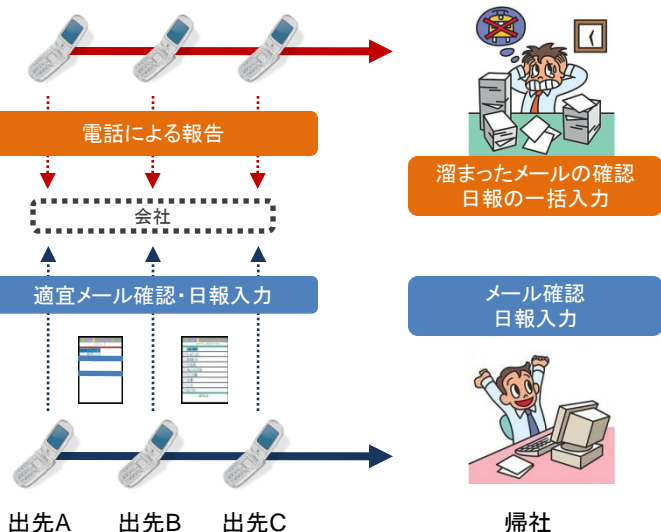 電話による報告
溜まったメールの確認
日報の一括入力
会社
適宜メール確認・日報入力
メール確認
日報入力
出先A
出先B
出先C
帰社